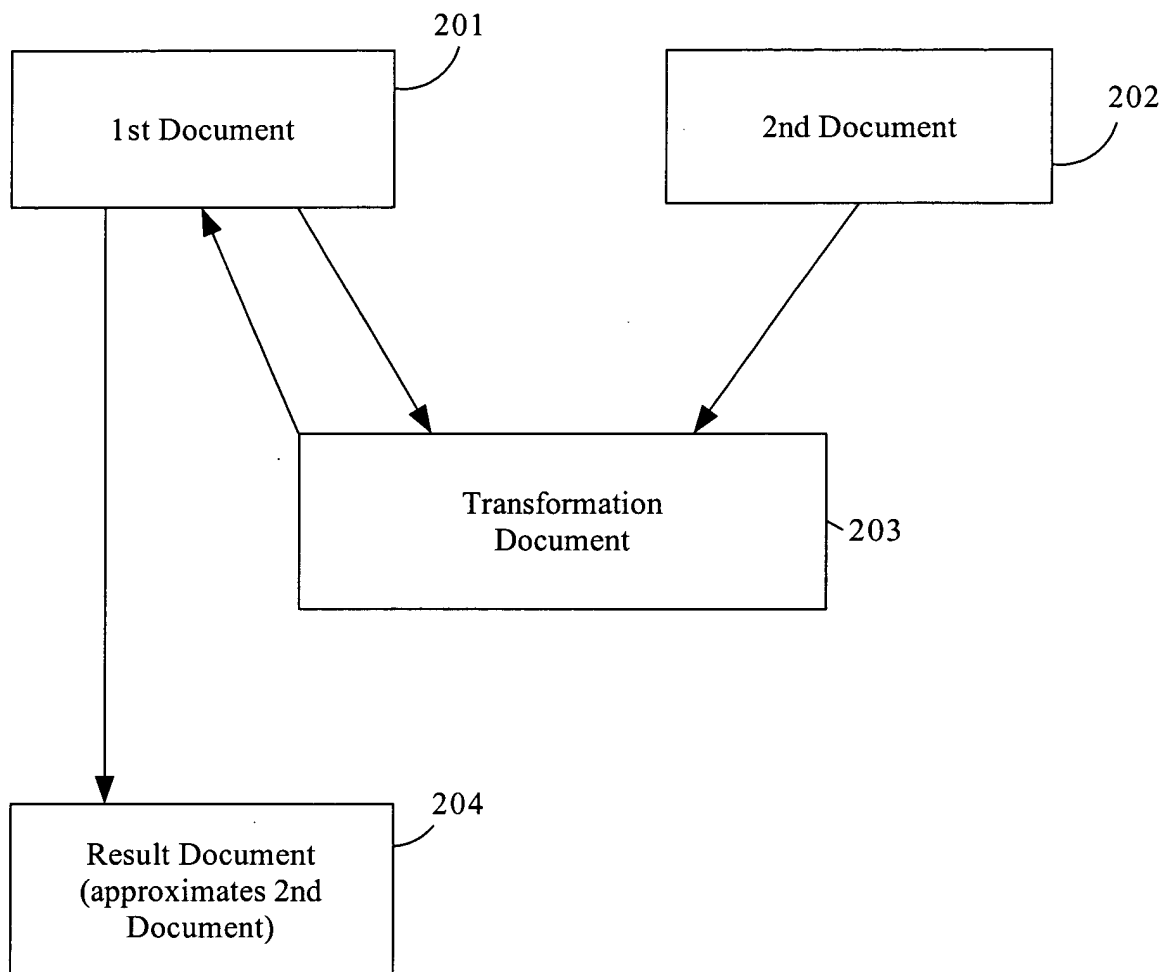 201
1st Document
2nd Document
202
Transformation
Document
203
204
Result Document
(approximates 2nd
Document)